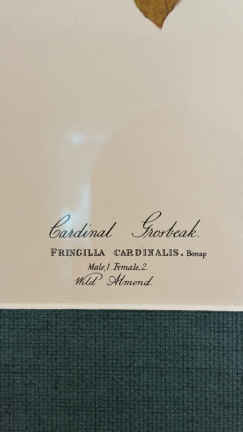 Cardinal Grosbeak.
FRINGILLA CARDINALIS. Bonap
Male, 1 Female, 2.
Wild Almond.